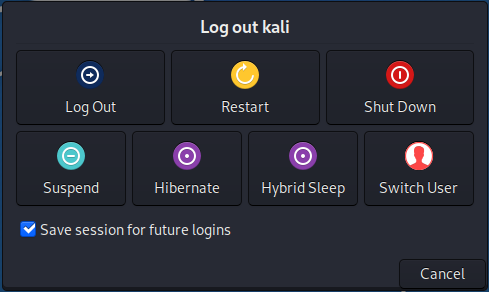 Log out kali
Log Out
Restart
Shut Down
Suspend
Hibernate
Hybrid Sleep
Switch User
Save session for future logins
Cancel